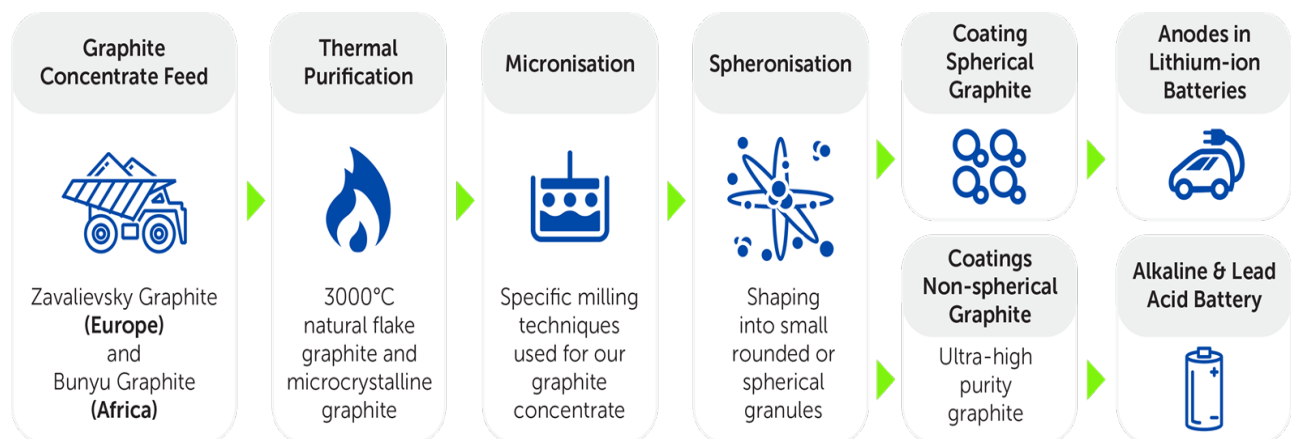 Graphite
Concentrate Feed
Zavalievsky Graphite
(Europe)
and
Bunyu Graphite
(Africa)
Thermal
Purification
3000°C
natural flake
graphite and
microcrystalline
graphite
Micronisation
Specific milling
techniques
used for our
graphite
concentrate
Spheronisation
Shaping
into small
rounded or
spherical
granules
Coating
Spherical
Graphite
Anodes in
Lithium-ion
Batteries
Coatings
Non-spherical
Graphite
Ultra-high
purity
graphite
Alkaline & Lead
Acid Battery